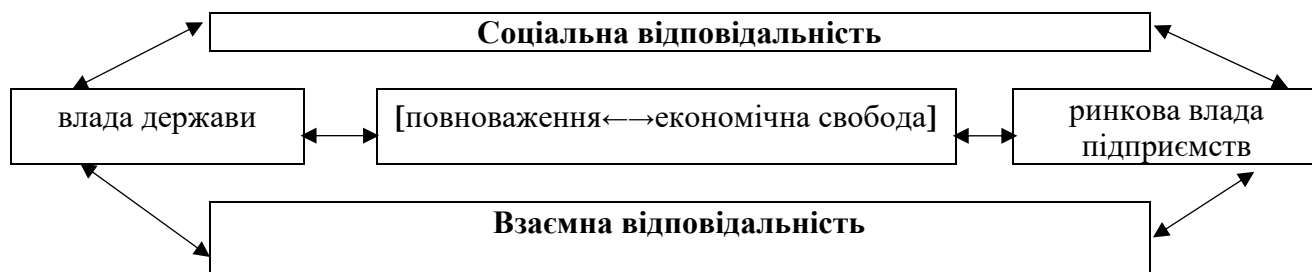 Соціальна відповідальність
влада держави
[повноваження←→економічна свобода]
ринкова влада
підприємств
Взаємна відповідальність